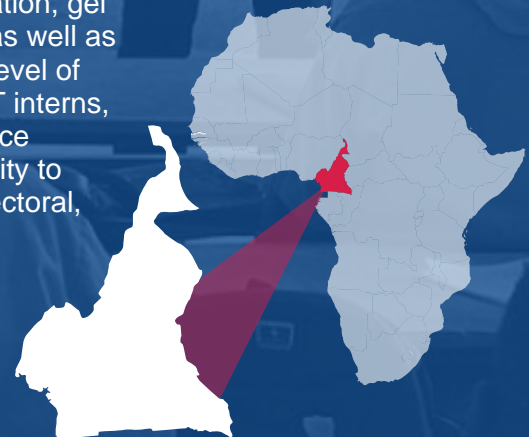 ation, gel
as well as
evel of
T interns,
ce
ity to
ectoral,